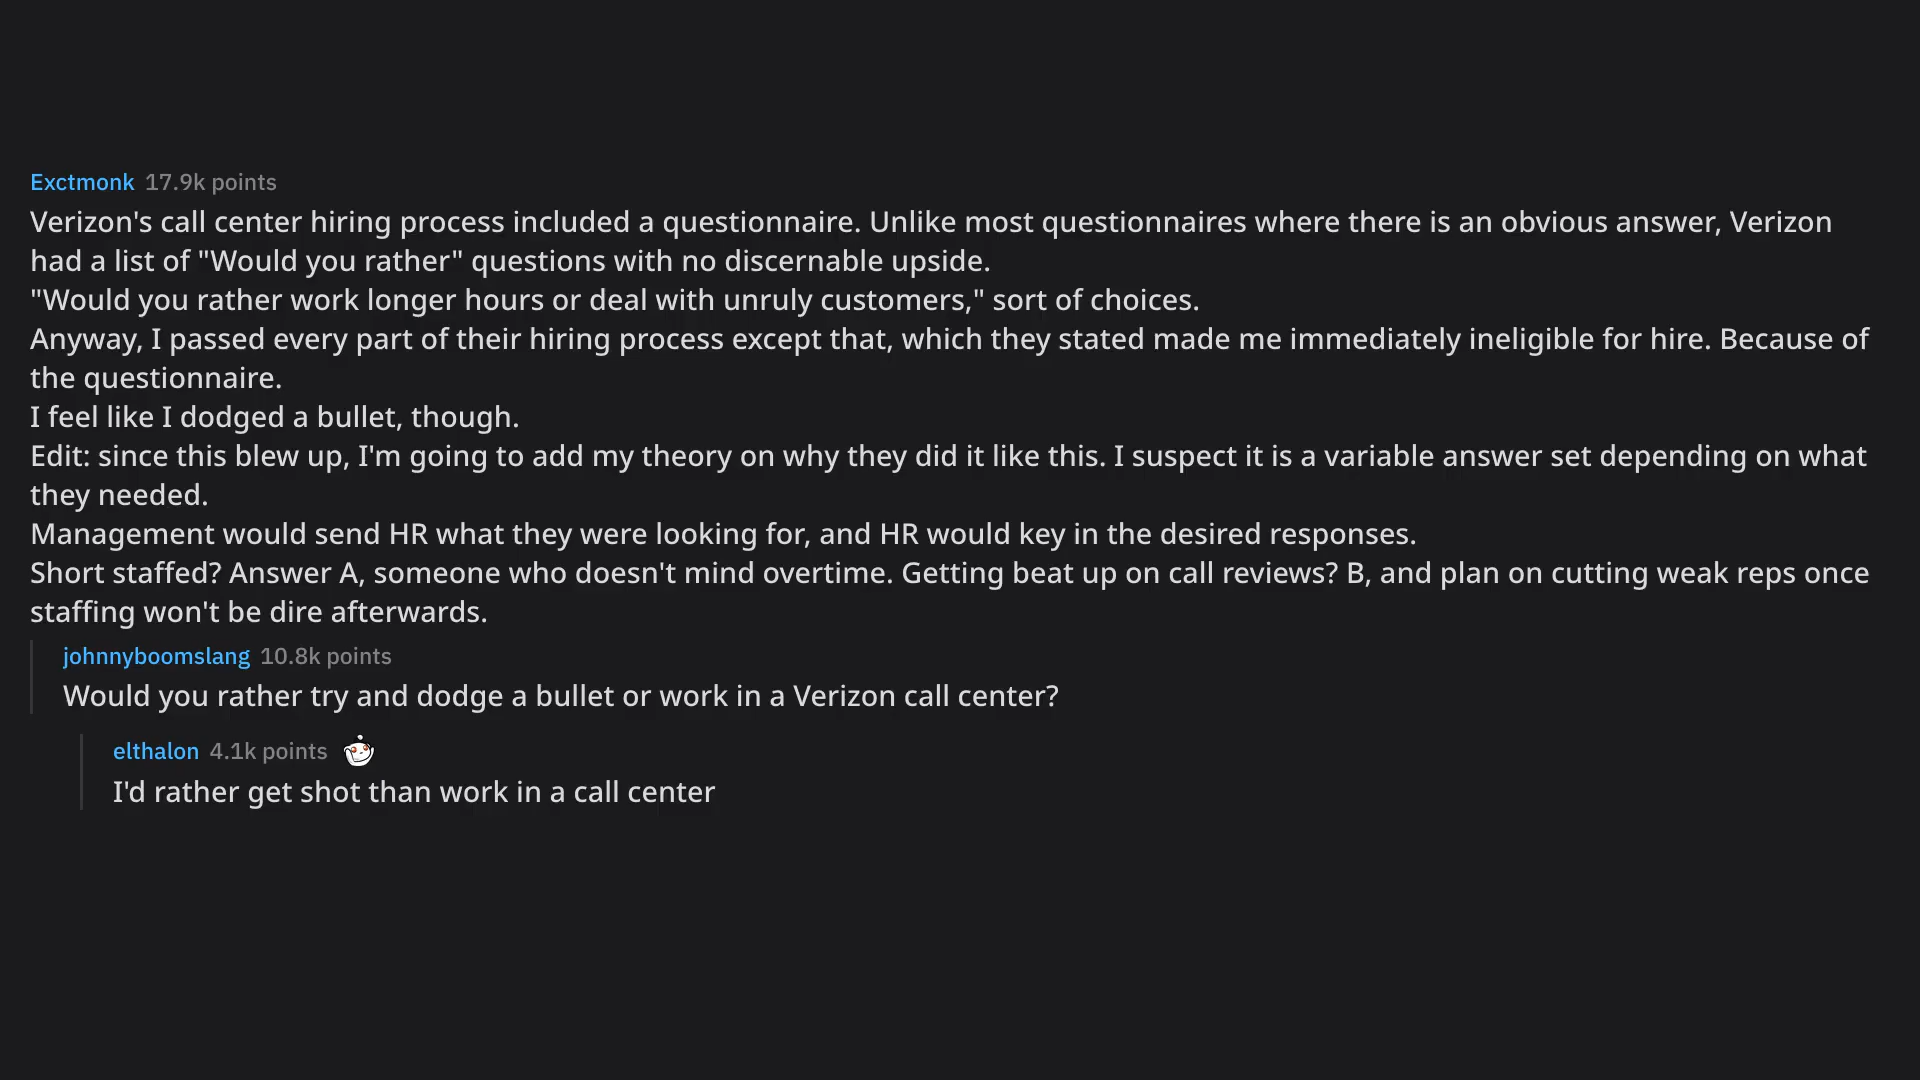 Exctmonk 17.9k points
Verizon's call center hiring process included a questionnaire. Unlike most questionnaires where there is an obvious answer, Verizon
had a list of "Would you rather" questions with no discernable upside.
"Would you rather work longer hours or deal with unruly customers," sort of choices.
Anyway, I passed every part of their hiring process except that, which they stated made me immediately ineligible for hire. Because of
the questionnaire.
I feel like I dodged a bullet, though.
Edit: since this blew up, I'm going to add my theory on why they did it like this. I suspect it is a variable answer set depending on what
they needed.
Management would send HR what they were looking for, and HR would key in the desired responses.
Short staffed? Answer A, someone who doesn't mind overtime. Getting beat up on call reviews? B, and plan on cutting weak reps once
staffing won't be dire afterwards.
johnnyboomslang 10.8k points
Would you rather try and dodge a bullet or work in a Verizon call center?
elthalon 4.1k points
I'd rather get shot than work in a call center